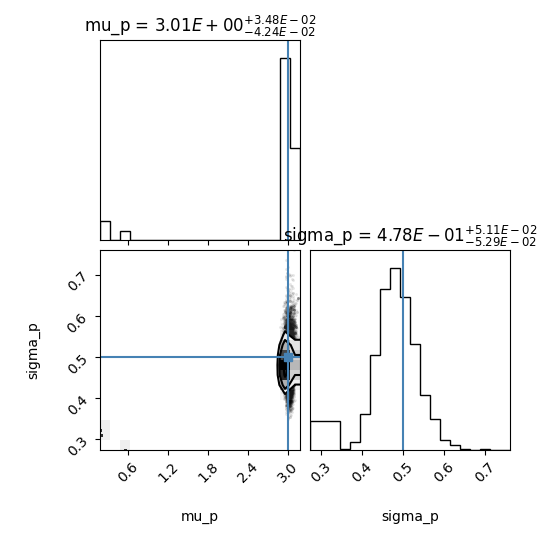 mu_p = 3.01E + 00+3.48E − 02 −4.24E − 02
sigma_p = 4.78E − 01+5.11E − 02 −5.29E − 02
0.7
0.6
0.5
0.4
0.3
sigma_p
0.6 1.2 1.8 2.4 3.0
0.3 0.4 0.5 0.6 0.7
mu_p
sigma_p